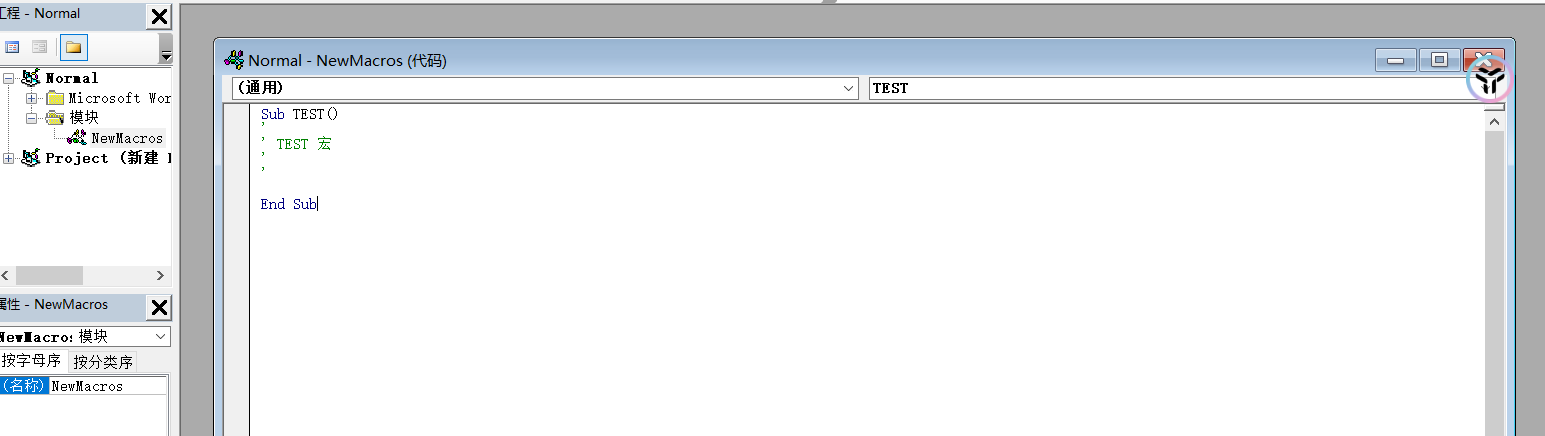 工程 - Normal
Normal
Microsoft Wor
模块
NewMacros
Project (新建
属性 - NewMacros
NewMacro: 模块
按字母序
按分类序
(名称) NewMacros
Normal - NewMacros (代码)
(通用)
TEST
Sub TEST()
'
' TEST 宏
'
'
End Sub